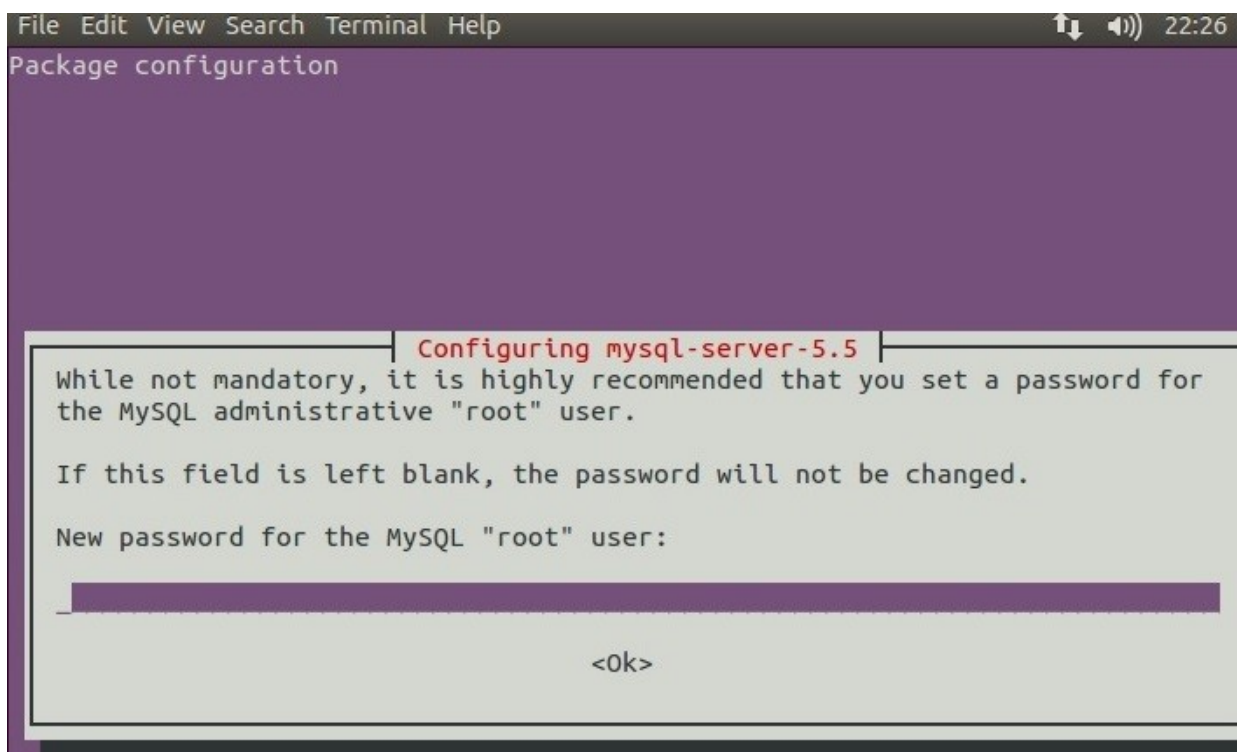 File Edit View Search Terminal Help 22:26
Package configuration
Configuring mysql-server-5.5
While not mandatory, it is highly recommended that you set a password for
the MySQL administrative "root" user.
If this field is left blank, the password will not be changed.
New password for the MySQL "root" user:
<Ok>